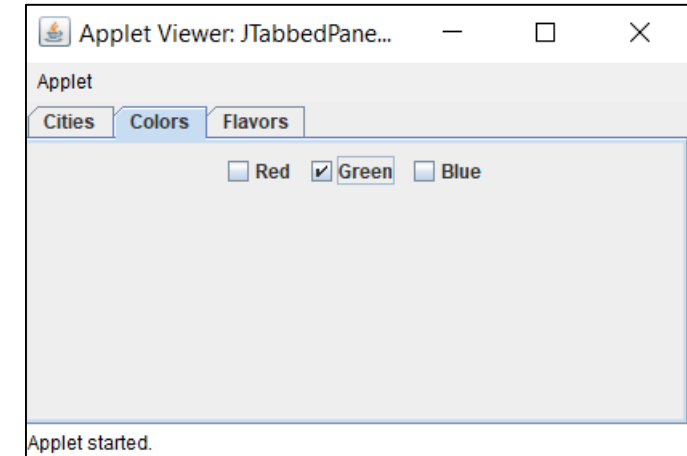 Applet Viewer: JTabbedPane...
Applet
Cities Colors Flavors
Red Green Blue
Applet started.